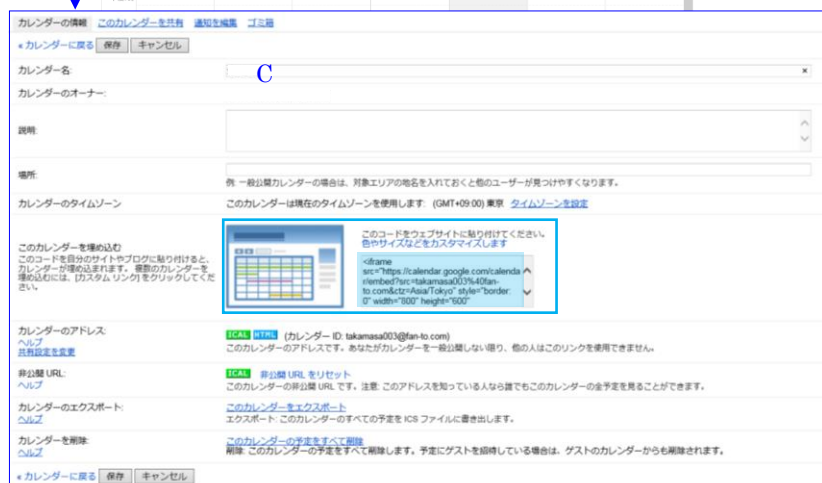 カレンダーの情報 このカレンダーを共有 通知を編集 ゴミ箱
« カレンダーに戻る 保存 キャンセル
カレンダー名: C ×
カレンダーのオーナー:
説明:
場所:
例: 一般公開カレンダーの場合は、対象エリアの地名を入れておくと他のユーザーが見つけやすくなります。
カレンダーのタイムゾーン このカレンダーは現在のタイムゾーンを使用します: (GMT+09:00) 東京 タイムゾーンを設定
このカレンダーを埋め込む
このコードを自分のサイトやブログに貼り付けると、
カレンダーが埋め込まれます。 複数のカレンダーを
埋め込むには、[カスタム リンク] をクリックしてくだ
さい。
このコードをウェブサイトに貼り付けてください。
色やサイズなどをカスタマイズします
<iframe
src="https://calendar.google.com/calenda
r/embed?src=takamasa003%40fan-
to.com&ctz=Asia/Tokyo" style="border:
0" width="800" height="600"
カレンダーのアドレス:
ヘルプ
共有設定を変更
ICAL HTML (カレンダー ID: takamasa003@fan-to.com)
このカレンダーのアドレスです。あなたがカレンダーを一般公開しない限り、他の人はこのリンクを使用できません。
非公開 URL:
ヘルプ
ICAL 非公開 URL をリセット
このカレンダーの非公開 URL です。注意: このアドレスを知っている人なら誰でもこのカレンダーの全予定を見ることができます。
カレンダーのエクスポート:
ヘルプ
このカレンダーをエクスポート
エクスポート: このカレンダーのすべての予定を ICS ファイルに書き出します。
カレンダーを削除:
ヘルプ
このカレンダーの予定をすべて削除
削除: このカレンダーの予定をすべて削除します。予定にゲストを招待している場合は、ゲストのカレンダーからも削除されます。
« カレンダーに戻る 保存 キャンセル